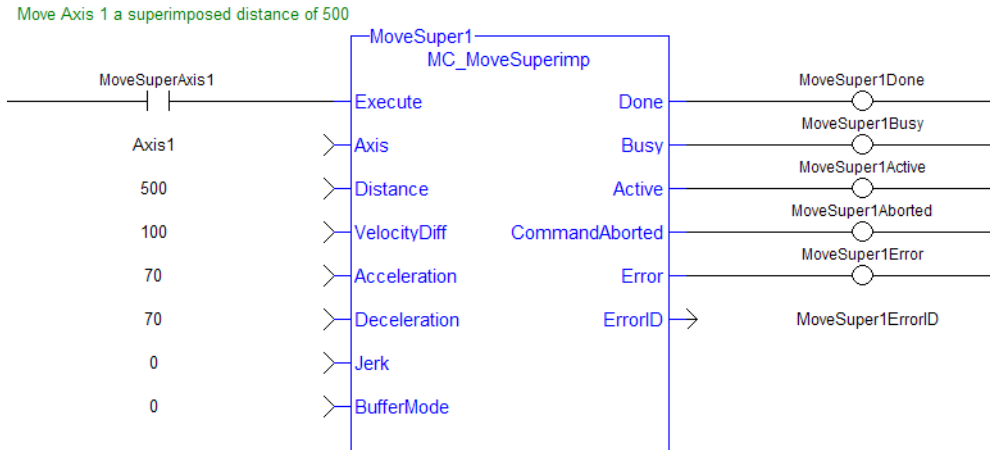 Move Axis 1 a superimposed distance of 500
MoveSuper1
MC_MoveSuperimp
MoveSuperAxis1
MoveSuper1Done
Execute
Done
MoveSuper1Busy
Axis1
Axis
Busy
MoveSuper1Active
500
Distance
Active
MoveSuper1Aborted
100
VelocityDiff
CommandAborted
MoveSuper1Error
70
Acceleration
Error
70
Deceleration
ErrorID
MoveSuper1ErrorID
0
Jerk
0
BufferMode